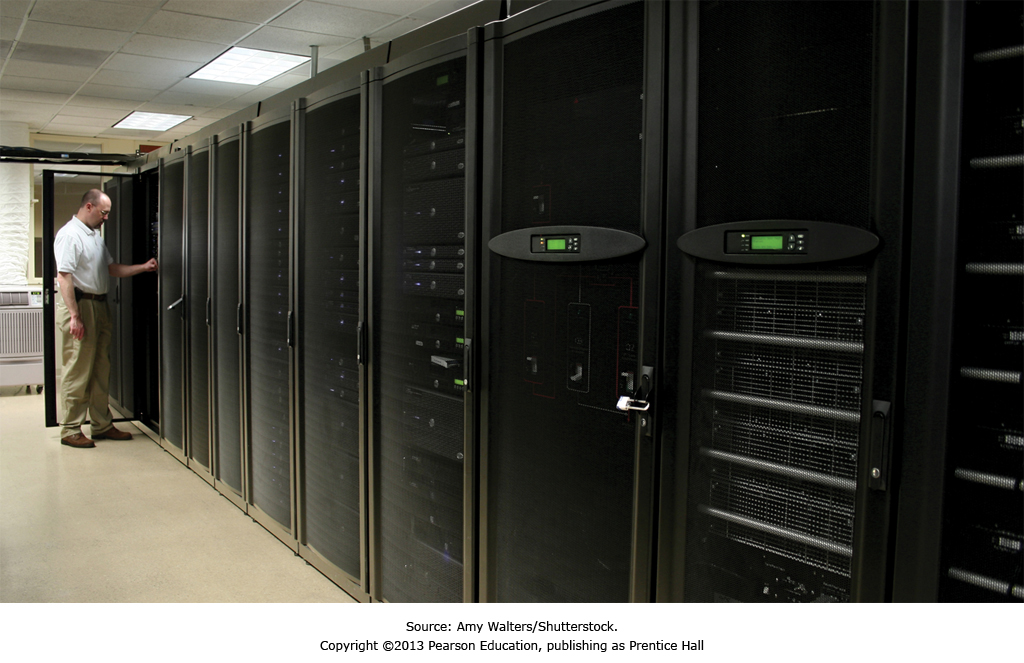 Source: Amy Walters/Shutterstock.
Copyright ©2013 Pearson Education, publishing as Prentice Hall